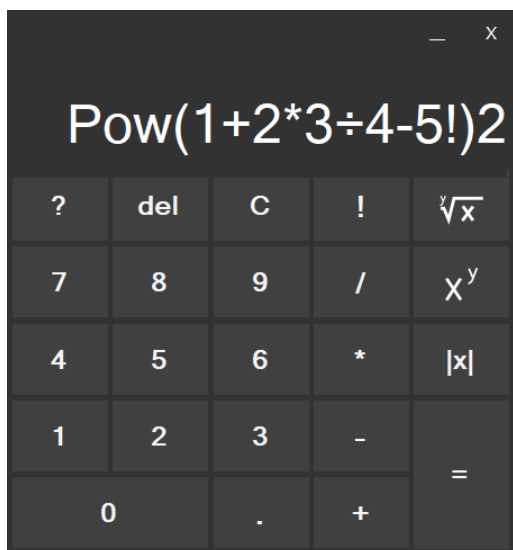 _ X
Pow(1+2*3÷4-5!)2
? del C ! y√x
7 8 9 / xy
4 5 6 * |x|
1 2 3 -
=
0 . +